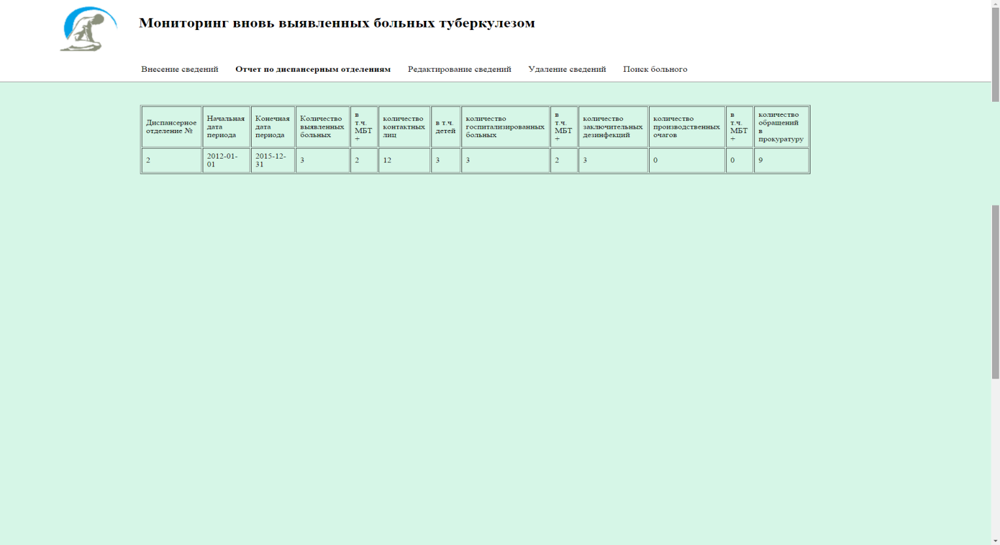 Мониторинг вновь выявленных больных туберкулезом
Внесение сведений Отчет по диспансерным отделениям Редактирование сведений Удаление сведений Поиск больного
Диспансерное
отделение №
Начальная
дата
периода
Конечная
дата
периода
Количество
выявленных
больных
в
т.ч.
МБТ
+
количество
контактных
лиц
в т.ч.
детей
количество
госпитализированных
больных
в
т.ч.
МБТ
+
количество
заключительных
дезинфекций
количество
производственных
очагов
в
т.ч.
МБТ
+
количество
обращений
в
прокуратуру
2
2012-01-
01
2015-12-
31
3
2
12
3
3
2
3
0
0
9